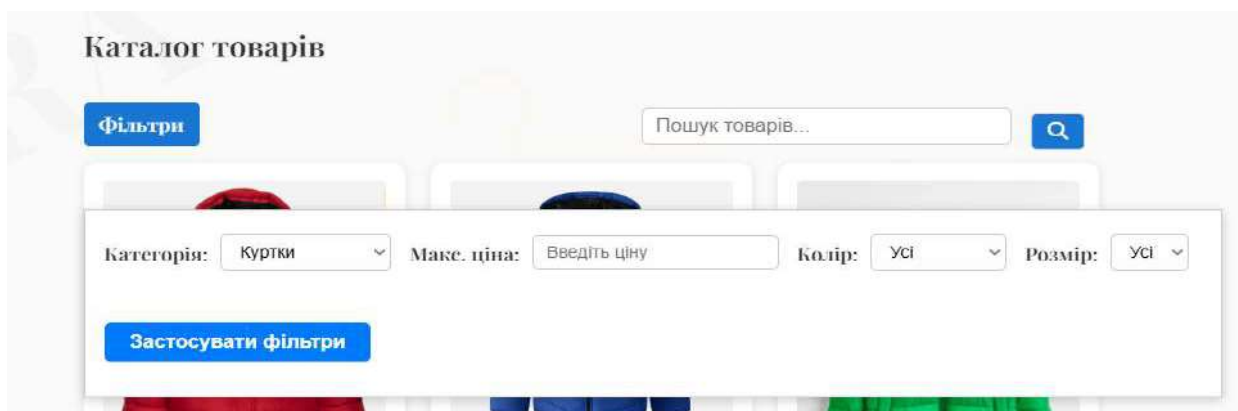 Каталог товарів
Фільтри Пошук товарів...
Категорія: Куртки Макс. ціна: Введіть ціну Колір: Усі Розмір: Усі
Застосувати фільтри